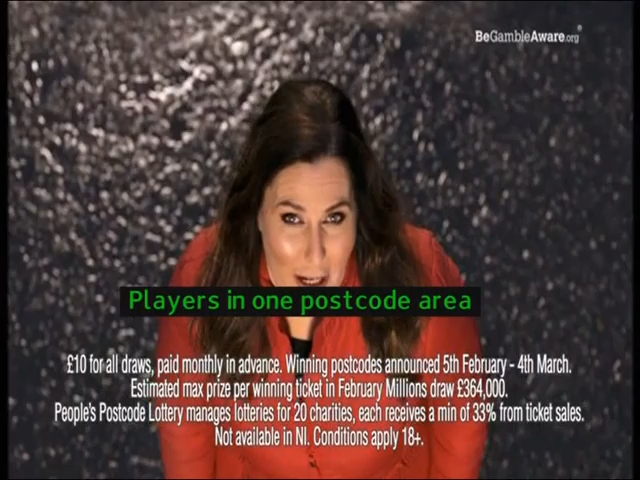 BeGambleAware.org®
Players in one postcode area
£10 for all draws, paid monthly in advance. Winning postcodes announced 5th February - 4th March.
Estimated max prize per winning ticket in February Millions draw £364,000.
People's Postcode Lottery manages lotteries for 20 charities, each receives a min of 33% from ticket sales.
Not available in NI. Conditions apply 18+.